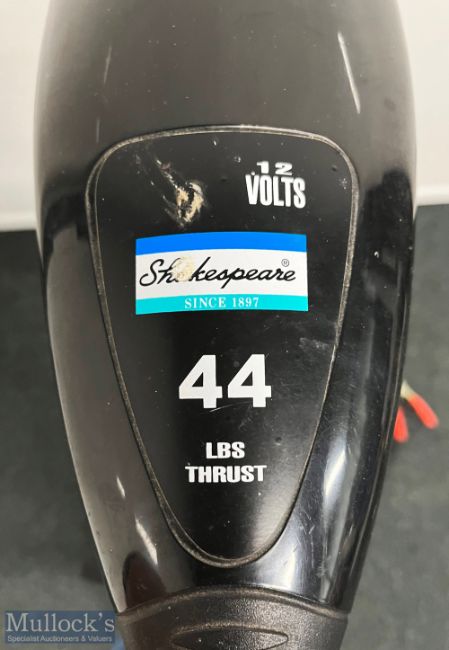 12
VOLTS
Shakespeare®
SINCE 1897
44
LBS
THRUST
Mullock's
Specialist Auctioneers & Valuers